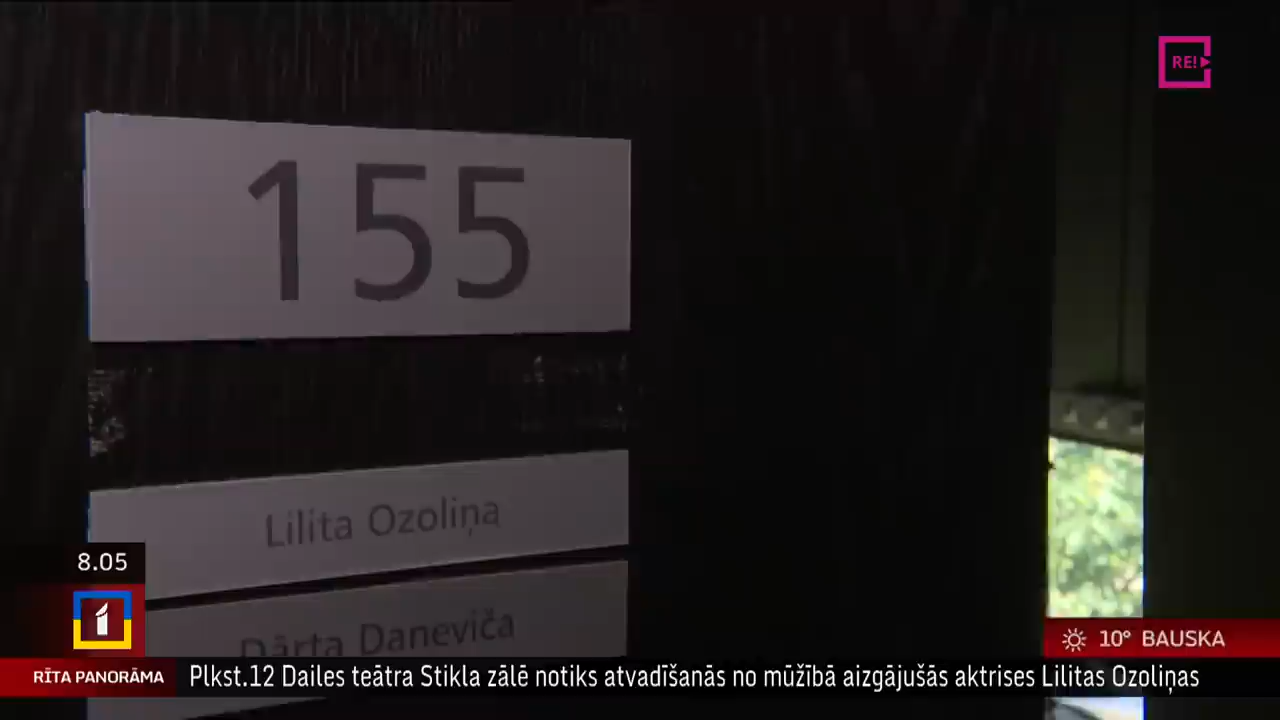 RE!
155
Lilita Ozoliņa
Dārta Daneviča
8.05
1
10° BAUSKA
RĪTA PANORĀMA
Plkst.12 Dailes teātra Stikla zālē notiks atvadīšanās no mūžībā aizgājušās aktrises Lilitas Ozoliņas